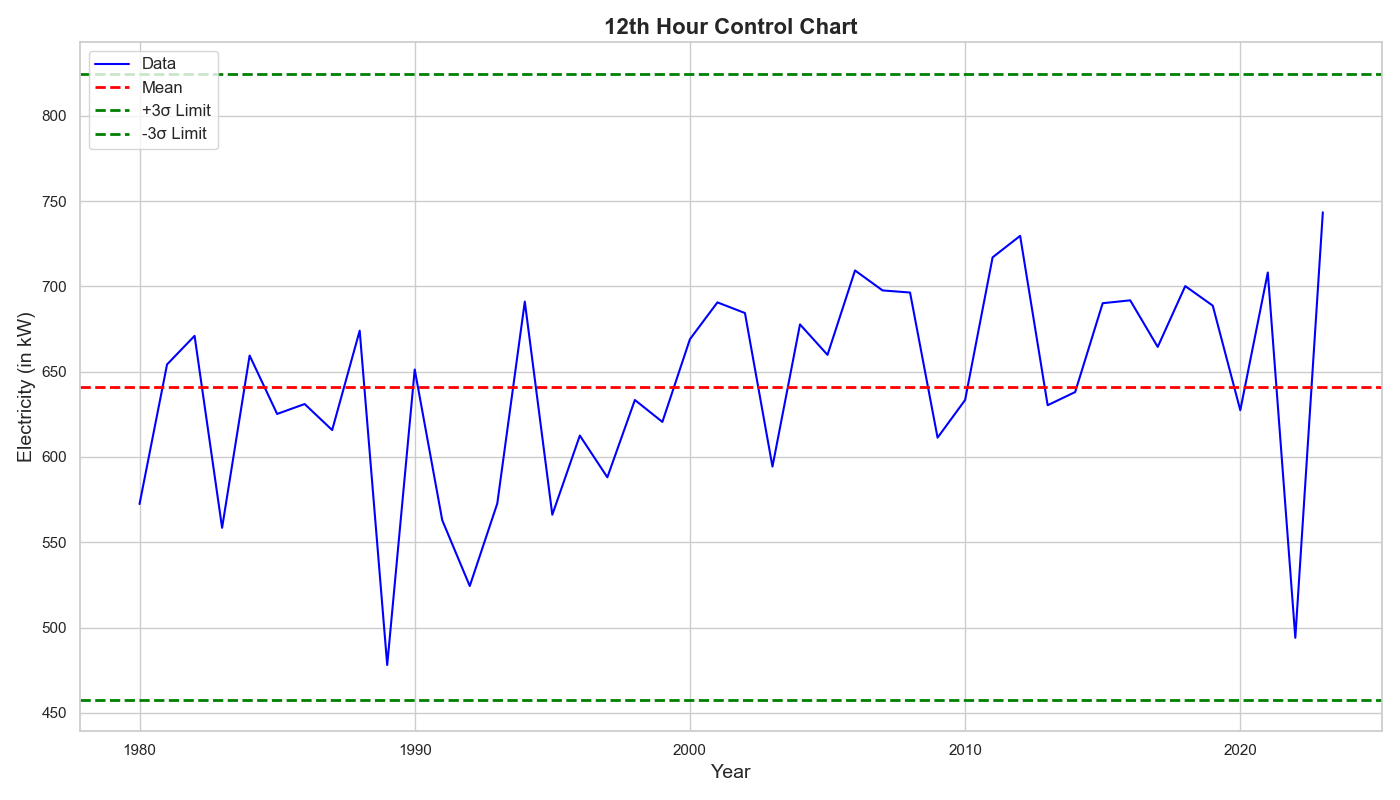 12th Hour Control Chart
Data
Mean
+3σ Limit
-3σ Limit
800
750
700
650
600
550
500
450
Electricity (in kW)
1980 1990 2000 2010 2020
Year